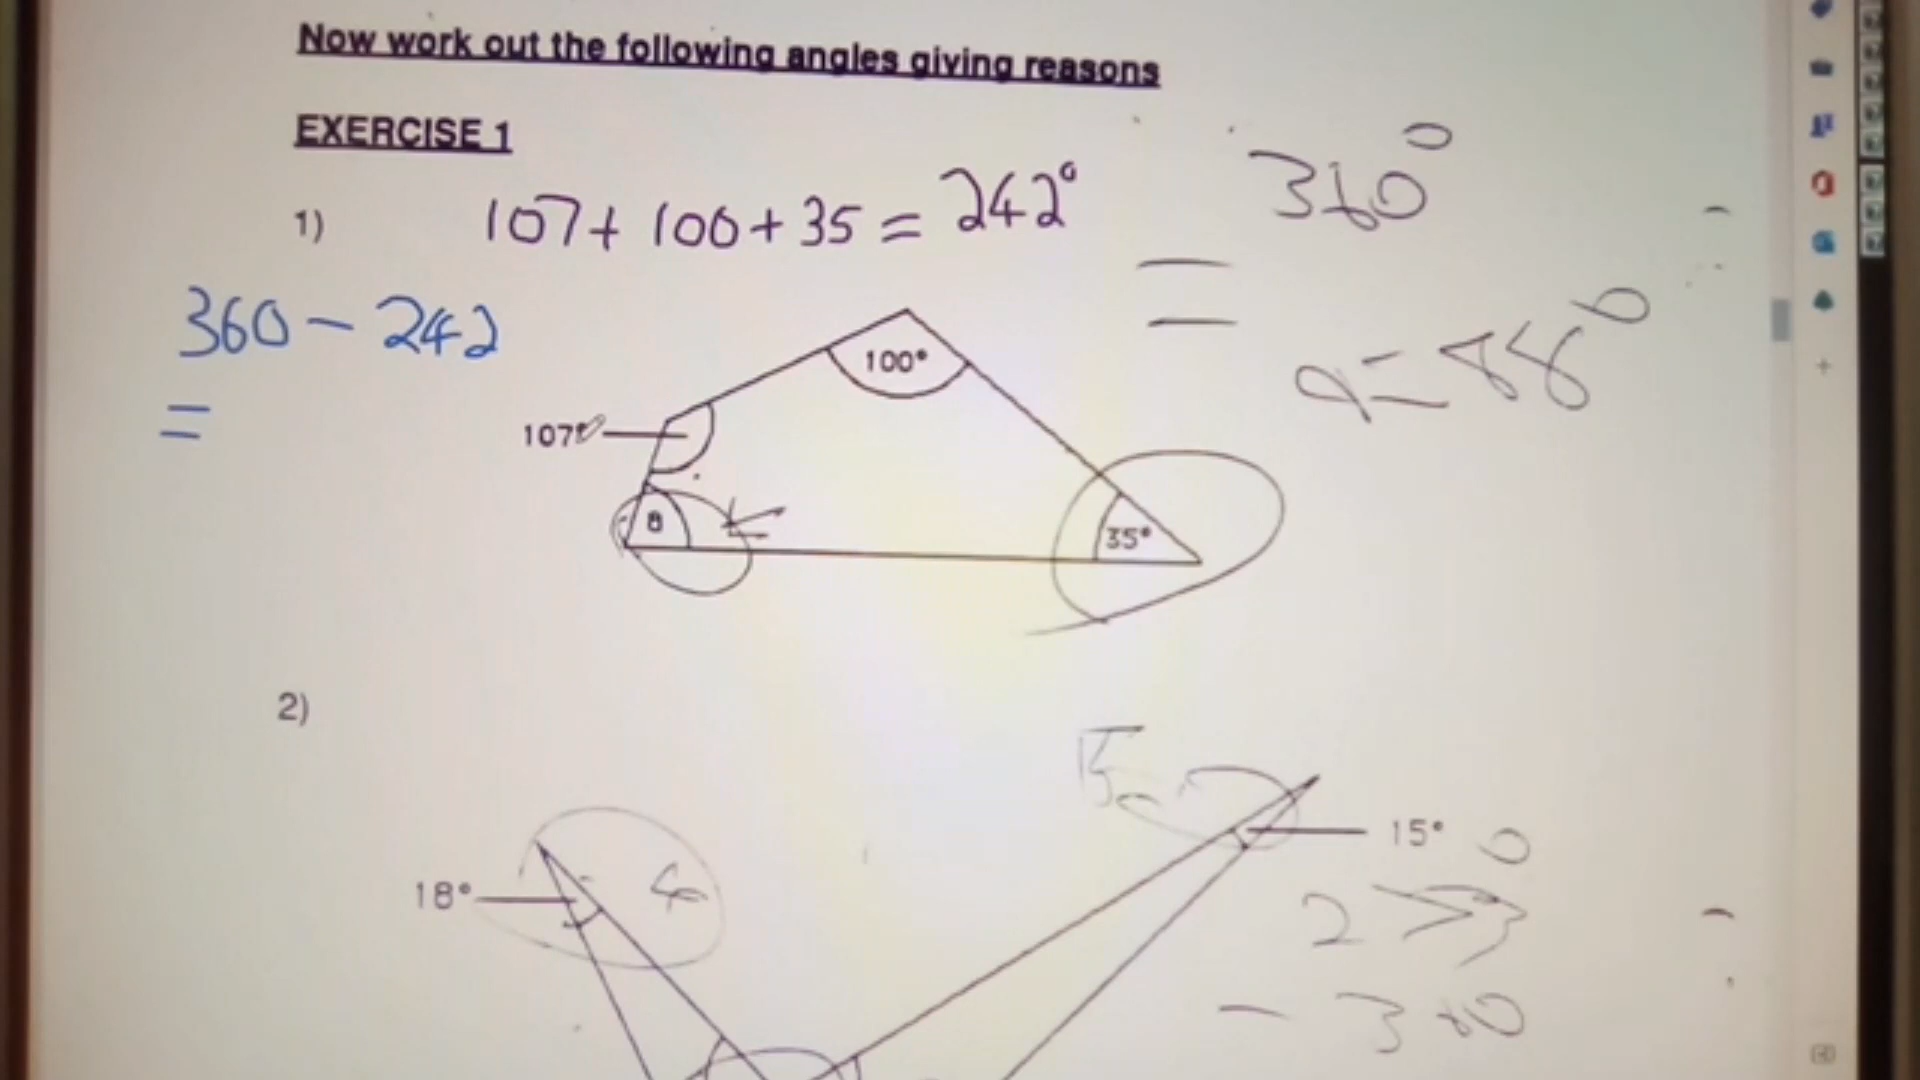 Now work out the following angles giving reasons
EXERCISE 1
1)
107 + 100 + 35 = 242°
360°
360 - 242
=
=
100°
107°
35°
2)
15°
18°